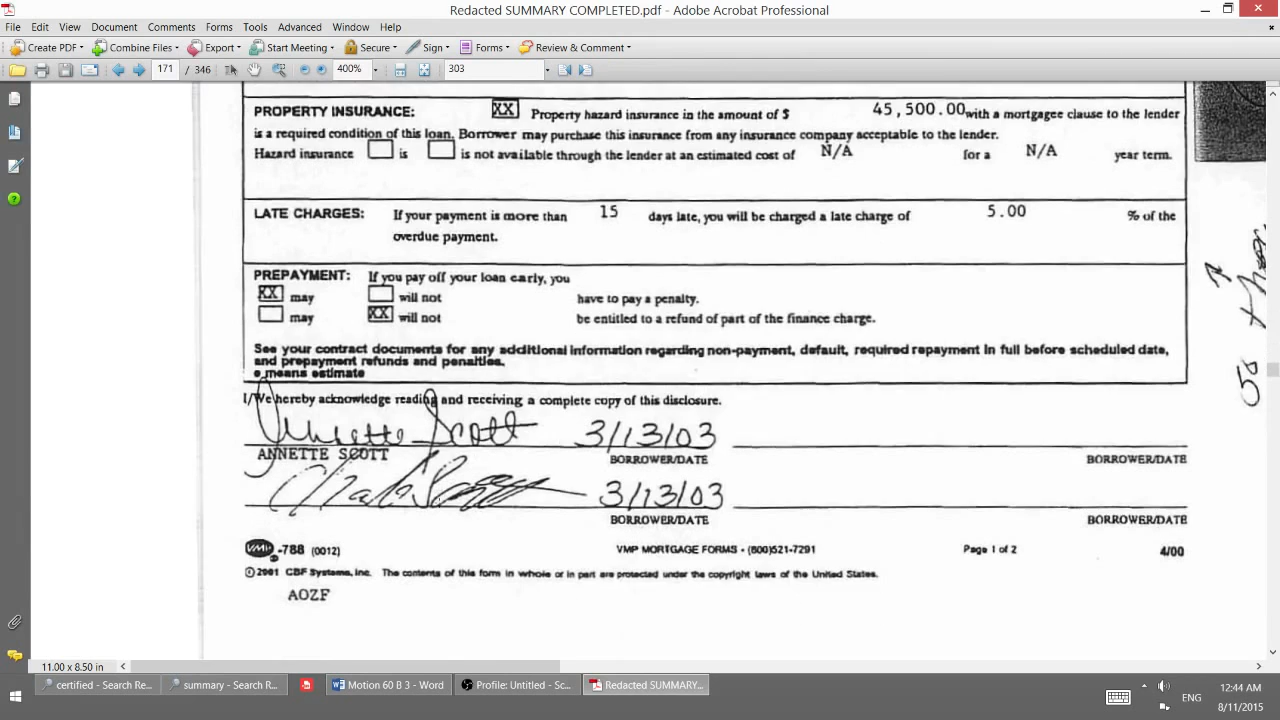 Redacted SUMMARY COMPLETED.pdf - Adobe Acrobat Professional
File Edit View Document Comments Forms Tools Advanced Window Help
Create PDF Combine Files Export Start Meeting Secure Sign Forms Review & Comment
171 / 346 400% 303
PROPERTY INSURANCE: XX Property hazard insurance in the amount of $ 45,500.00 with a mortgagee clause to the lender
is a required condition of this loan. Borrower may purchase this insurance from any insurance company acceptable to the lender.
Hazard insurance is is not available through the lender at an estimated cost of N/A for a N/A year term.
LATE CHARGES: If your payment is more than 15 days late, you will be charged a late charge of 5.00 % of the
overdue payment.
PREPAYMENT: If you pay off your loan early, you
XX may will not have to pay a penalty.
may XX will not be entitled to a refund of part of the finance charge.
See your contract documents for any additional information regarding non-payment, default, required repayment in full before scheduled date,
and prepayment refunds and penalties.
e means estimate
I/We hereby acknowledge reading and receiving a complete copy of this disclosure.
Annette Scott 3/13/03
ANNETTE SCOTT BORROWER/DATE BORROWER/DATE
3/13/03
BORROWER/DATE BORROWER/DATE
VMP -788 (0012) VMP MORTGAGE FORMS - (800)521-7291 Page 1 of 2 4/00
©2001 CBF Systems, Inc. The contents of this form in whole or in part are protected under the copyright laws of the United States.
AOZF
11.00 x 8.50 in
certified - Search Re... summary - Search R... Motion 60 B 3 - Word Profile: Untitled - Sc... Redacted SUMMARY... ENG 12:44 AM
8/11/2015